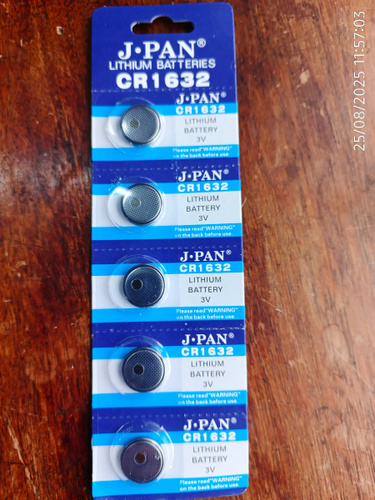 J·PAN®
LITHIUM BATTERIES
CR1632
J·PAN®
CR1632
LITHIUM
BATTERY
3V
Please read"WARNING"
on the back before use
J·PAN®
CR1632
LITHIUM
BATTERY
3V
Please read"WARNING"
on the back before use
J·PAN®
CR1632
LITHIUM
BATTERY
3V
Please read"WARNING"
on the back before use
J·PAN®
CR1632
LITHIUM
BATTERY
3V
Please read"WARNING"
on the back before use
J·PAN®
CR1632
LITHIUM
BATTERY
3V
Please read"WARNING"
on the back before use
25/08/2025 11:57:03